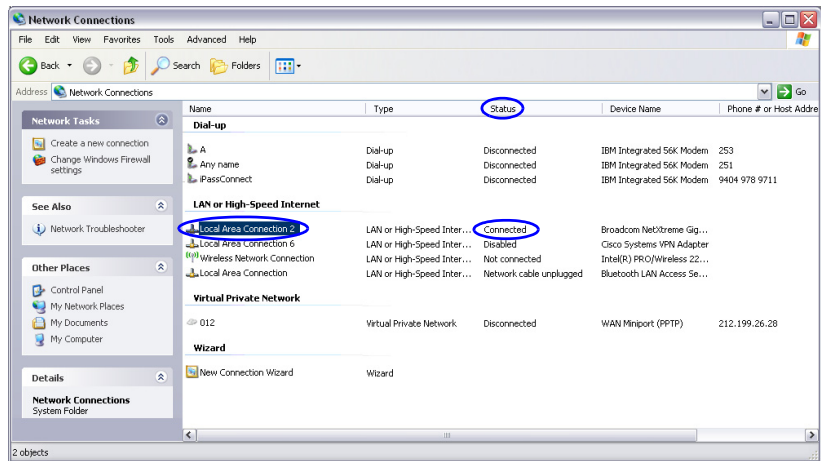 Network Connections
File Edit View Favorites Tools Advanced Help
Back Search Folders
Address Network Connections Go
Network Tasks
Create a new connection
Change Windows Firewall
settings
See Also
Network Troubleshooter
Other Places
Control Panel
My Network Places
My Documents
My Computer
Details
Network Connections
System Folder
Name Type Status Device Name Phone # or Host Addre
Dial-up
A Dial-up Disconnected IBM Integrated 56K Modem 253
Any name Dial-up Disconnected IBM Integrated 56K Modem 251
iPassConnect Dial-up Disconnected IBM Integrated 56K Modem 9404 978 9711
LAN or High-Speed Internet
Local Area Connection 2 LAN or High-Speed Inter... Connected Broadcom NetXtreme Gig...
Local Area Connection 6 LAN or High-Speed Inter... Disabled Cisco Systems VPN Adapter
Wireless Network Connection LAN or High-Speed Inter... Not connected Intel(R) PRO/Wireless 22...
Local Area Connection LAN or High-Speed Inter... Network cable unplugged Bluetooth LAN Access Se...
Virtual Private Network
012 Virtual Private Network Disconnected WAN Miniport (PPTP) 212.199.26.28
Wizard
New Connection Wizard Wizard
2 objects